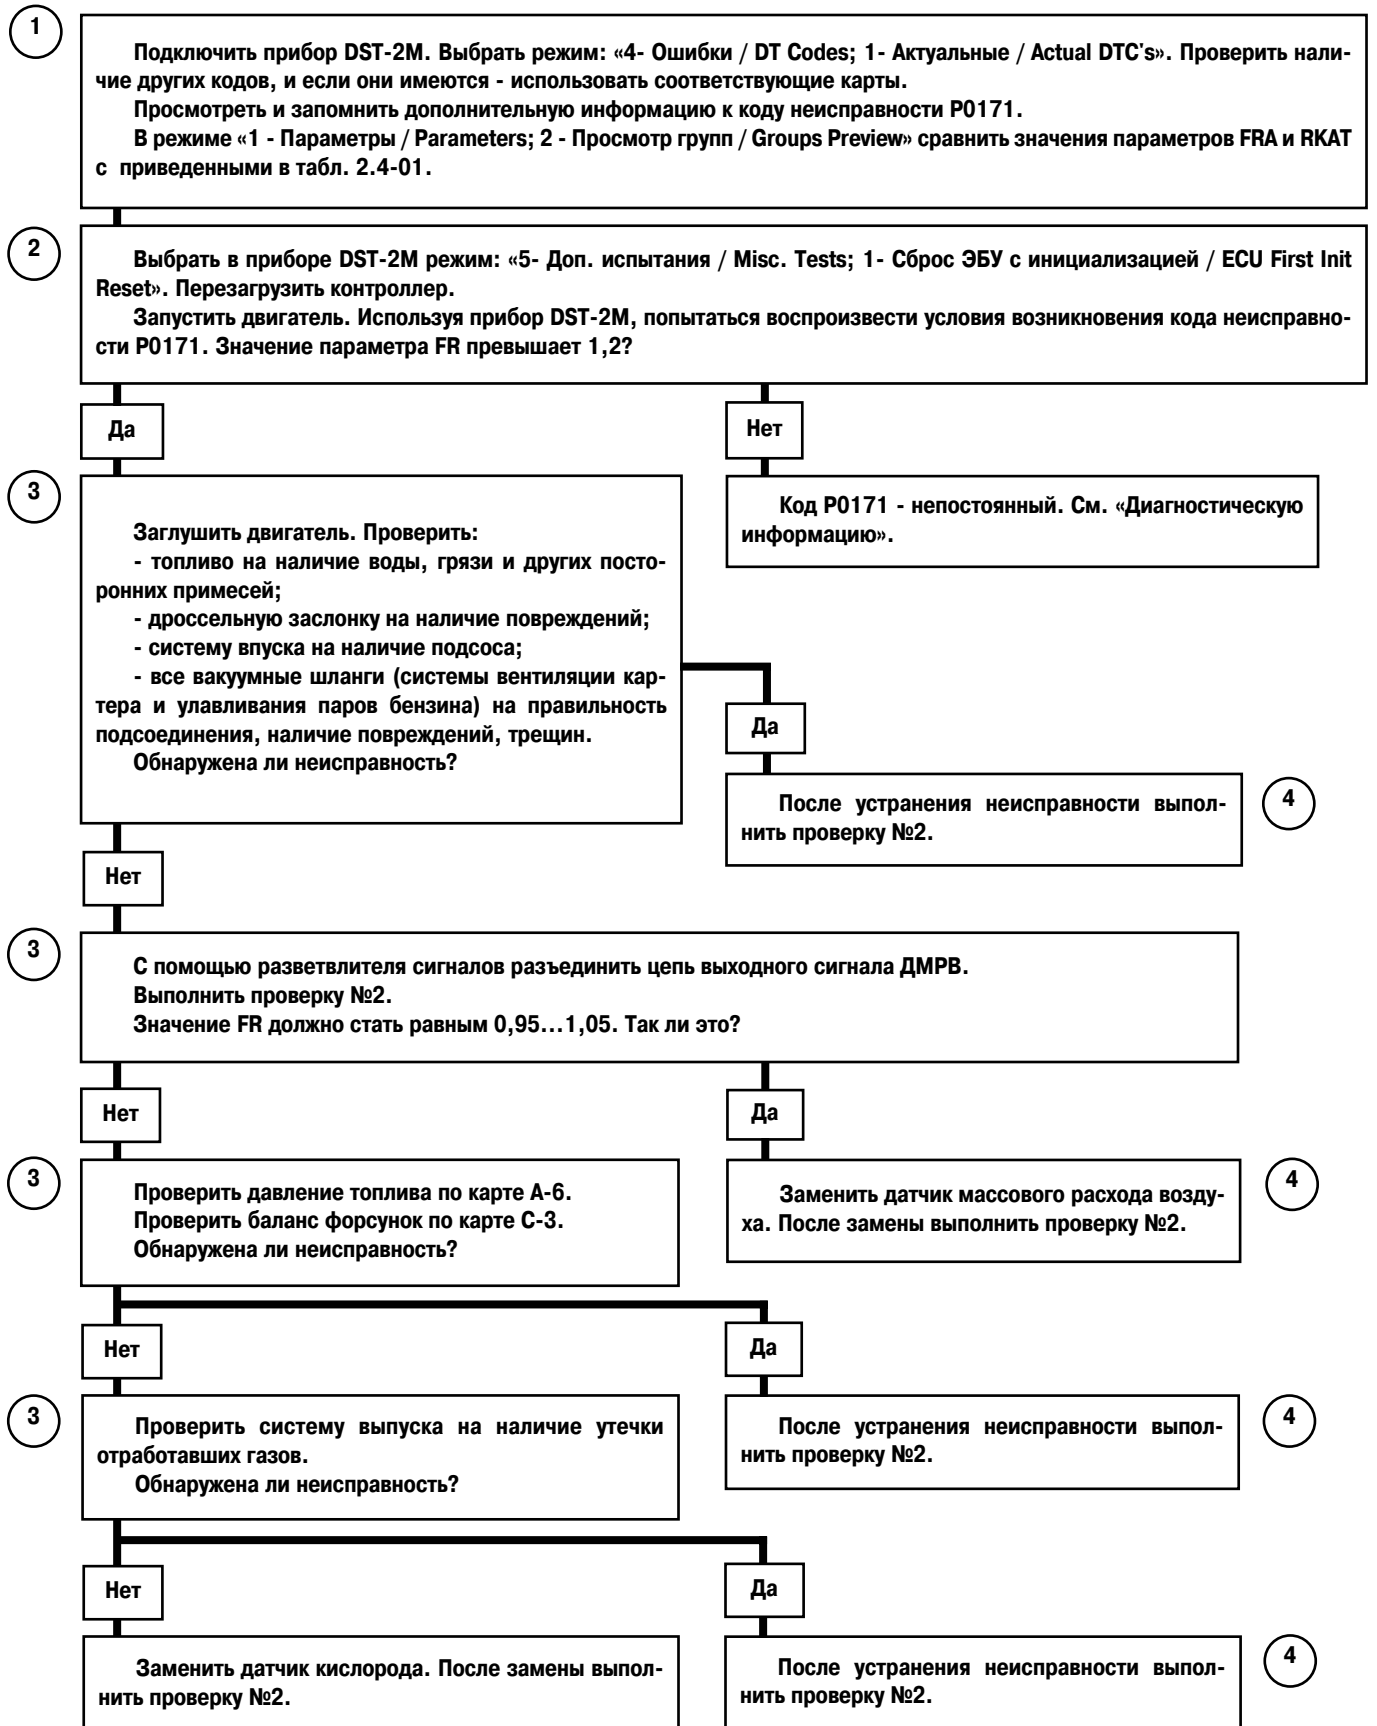 1
Подключить прибор DST-2M. Выбрать режим: «4- Ошибки / DT Codes; 1- Актуальные / Actual DTC's». Проверить нали-
чие других кодов, и если они имеются - использовать соответствующие карты.
Просмотреть и запомнить дополнительную информацию к коду неисправности P0171.
В режиме «1 - Параметры / Parameters; 2 - Просмотр групп / Groups Preview» сравнить значения параметров FRA и RKAT
с приведенными в табл. 2.4-01.
2
Выбрать в приборе DST-2M режим: «5- Доп. испытания / Misc. Tests; 1- Сброс ЭБУ с инициализацией / ECU First Init
Reset». Перезагрузить контроллер.
Запустить двигатель. Используя прибор DST-2M, попытаться воспроизвести условия возникновения кода неисправно-
сти P0171. Значение параметра FR превышает 1,2?
Да
Нет
3
Заглушить двигатель. Проверить:
- топливо на наличие воды, грязи и других посто-
ронних примесей;
- дроссельную заслонку на наличие повреждений;
- систему впуска на наличие подсоса;
- все вакуумные шланги (системы вентиляции кар-
тера и улавливания паров бензина) на правильность
подсоединения, наличие повреждений, трещин.
Обнаружена ли неисправность?
Код P0171 - непостоянный. См. «Диагностическую
информацию».
Да
После устранения неисправности выпол-
нить проверку №2.
4
Нет
3
С помощью разветвителя сигналов разъединить цепь выходного сигнала ДМРВ.
Выполнить проверку №2.
Значение FR должно стать равным 0,95...1,05. Так ли это?
Нет
Да
3
Проверить давление топлива по карте А-6.
Проверить баланс форсунок по карте С-3.
Обнаружена ли неисправность?
Заменить датчик массового расхода возду-
ха. После замены выполнить проверку №2.
4
Нет
Да
3
Проверить систему выпуска на наличие утечки
отработавших газов.
Обнаружена ли неисправность?
После устранения неисправности выпол-
нить проверку №2.
4
Нет
Да
Заменить датчик кислорода. После замены выпол-
нить проверку №2.
После устранения неисправности выпол-
нить проверку №2.
4